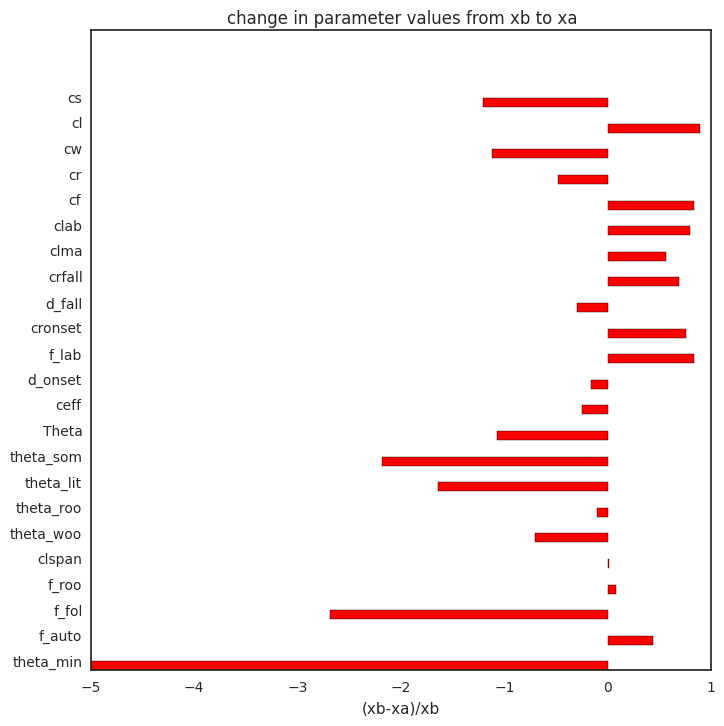 change in parameter values from xb to xa
cs
cl
cw
cr
cf
clab
clma
crfall
d_fall
cronset
f_lab
d_onset
ceff
Theta
theta_som
theta_lit
theta_roo
theta_woo
clspan
f_roo
f_fol
f_auto
theta_min
−5 −4 −3 −2 −1 0 1
(xb-xa)/xb